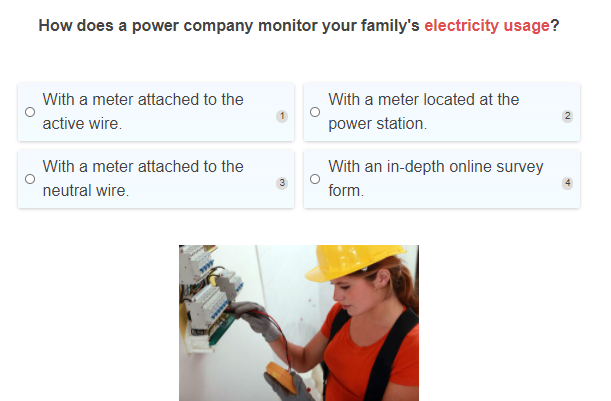 How does a power company monitor your family's electricity usage?
With a meter attached to the
active wire.
1
With a meter located at the
power station.
2
With a meter attached to the
neutral wire.
3
With an in-depth online survey
form.
4